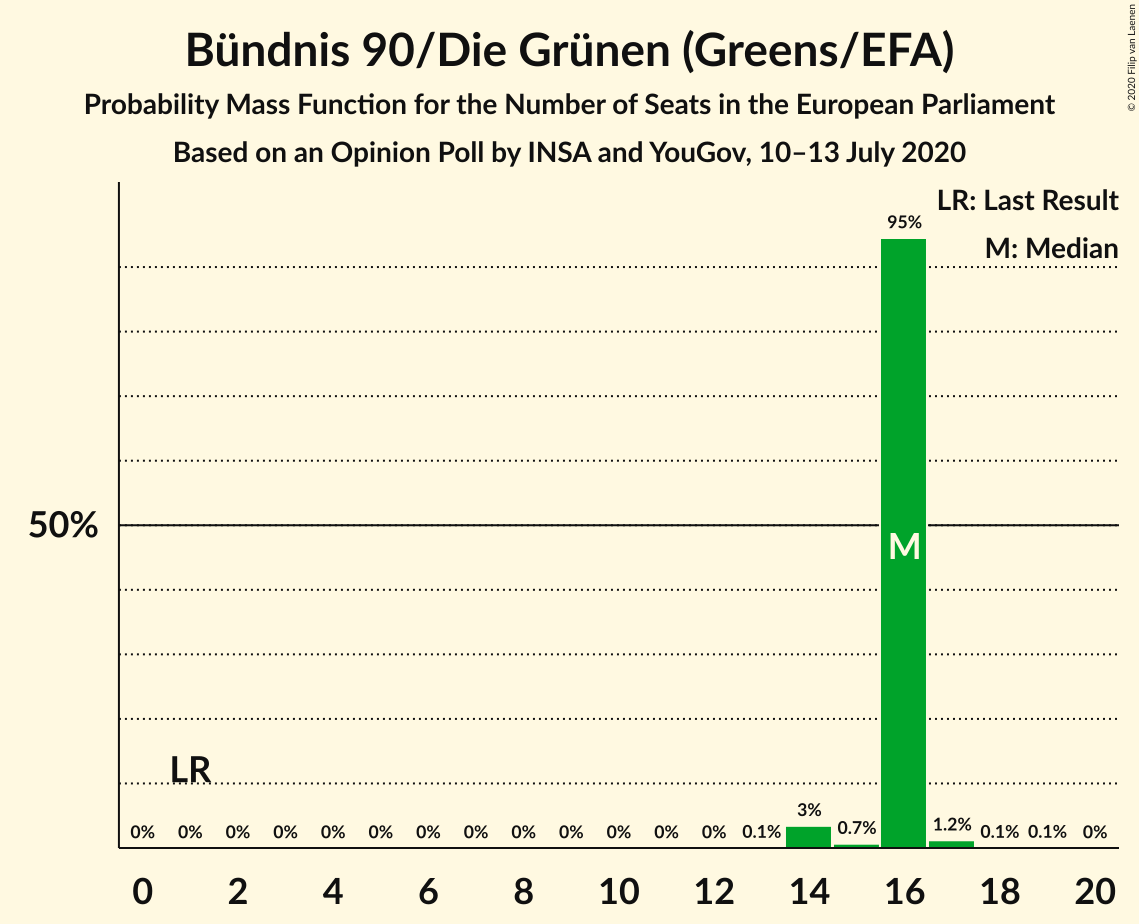 Bündnis 90/Die Grünen (Greens/EFA)
Probability Mass Function for the Number of Seats in the European Parliament
Based on an Opinion Poll by INSA and YouGov, 10–13 July 2020
© 2020 Filip van Laenen
LR: Last Result
M: Median
95%
50%
M
LR
0% 0% 0% 0% 0% 0% 0% 0% 0% 0% 0% 0% 0% 0.1% 3% 0.7% 1.2% 0.1% 0.1% 0%
0 2 4 6 8 10 12 14 16 18 20